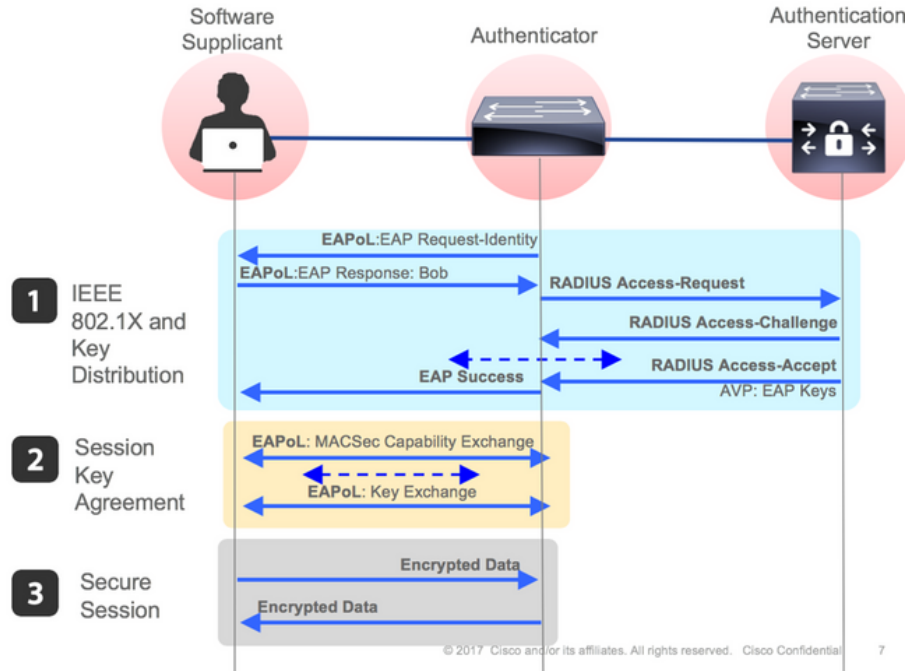 Software
Supplicant
Authenticator
Authentication
Server
1
IEEE
802.1X and
Key
Distribution
EAPoL:EAP Request-Identity
EAPoL:EAP Response: Bob
RADIUS Access-Request
RADIUS Access-Challenge
RADIUS Access-Accept
EAP Success
AVP: EAP Keys
2
Session
Key
Agreement
EAPoL: MACSec Capability Exchange
EAPoL: Key Exchange
3
Secure
Session
Encrypted Data
Encrypted Data
© 2017 Cisco and/or its affiliates. All rights reserved. Cisco Confidential 7